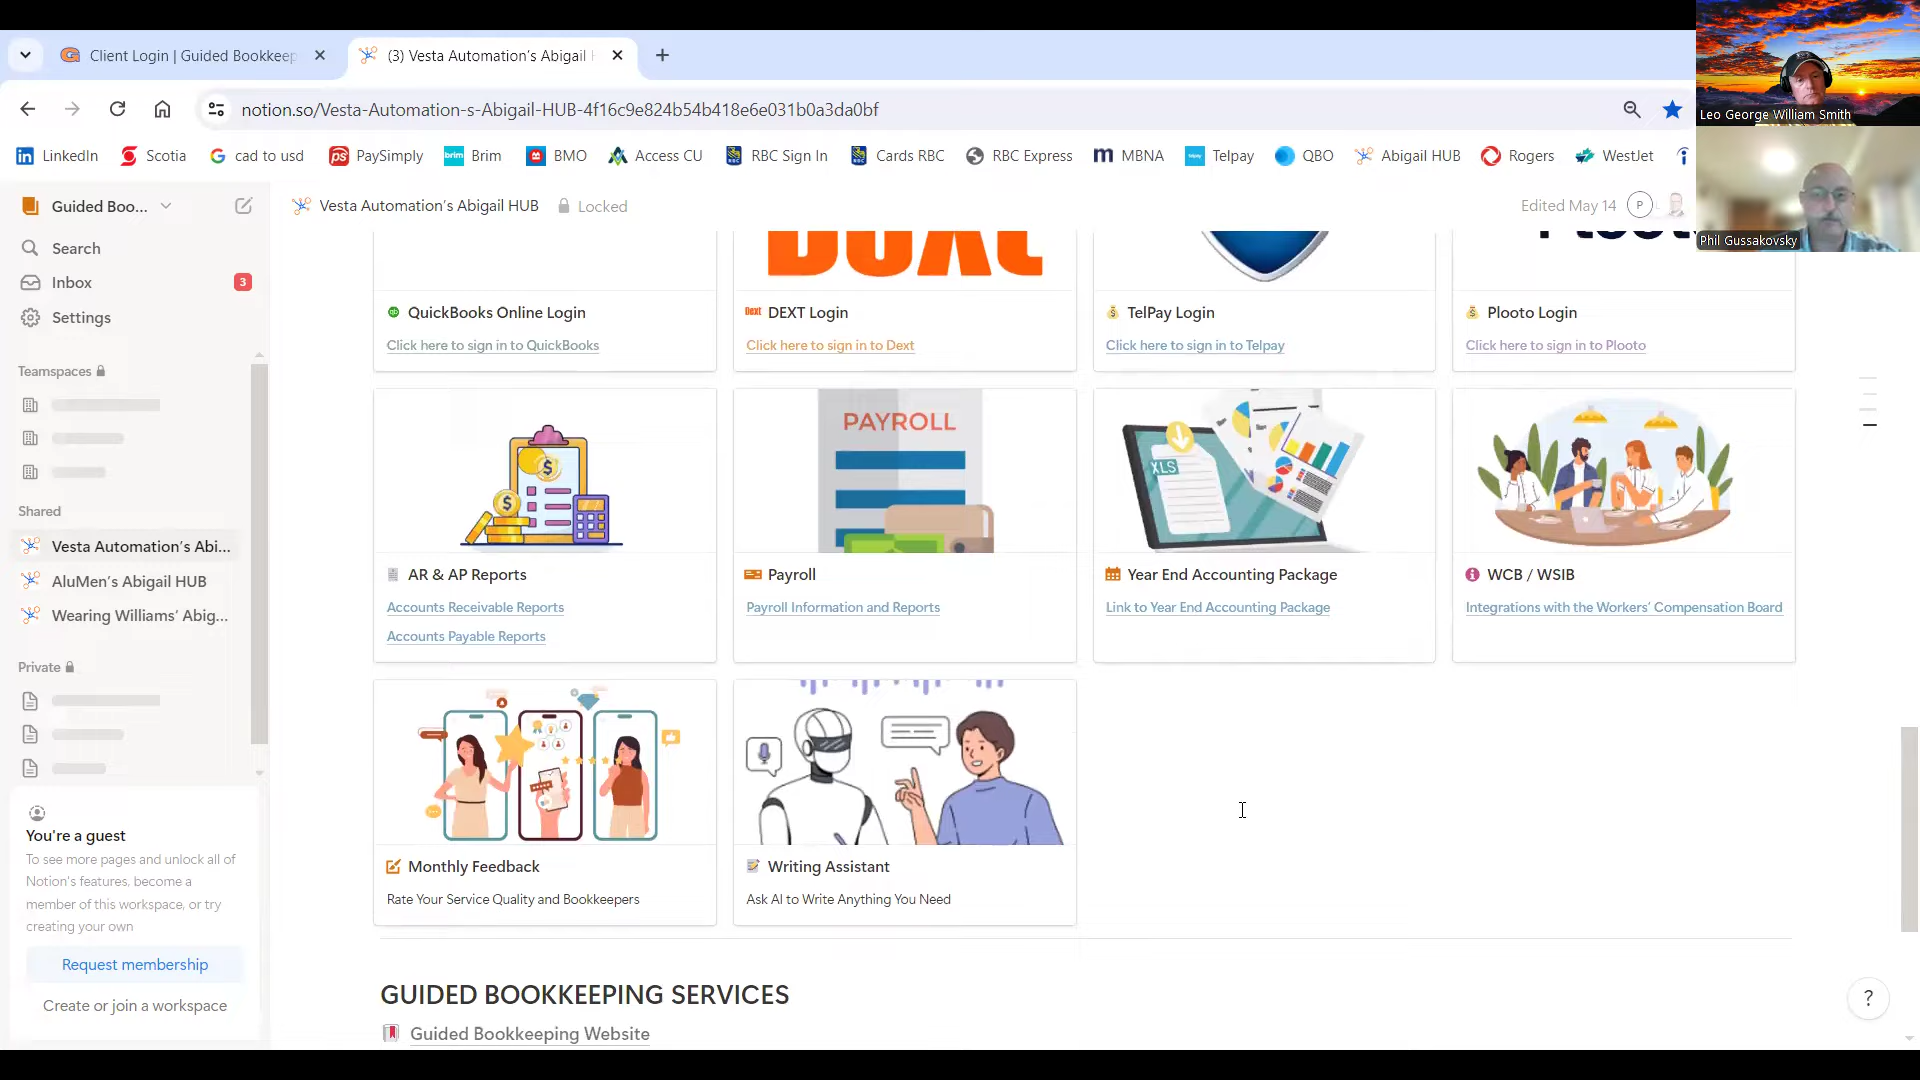 Client Login | Guided Bookkeep
(3) Vesta Automation's Abigail
notion.so/Vesta-Automation-s-Abigail-HUB-4f16c9e824b54b418e6e031b0a3da0bf
LinkedIn
Scotia
cad to usd
PaySimply
Brim
BMO
Access CU
RBC Sign In
Cards RBC
RBC Express
MBNA
Telpay
QBO
Abigail HUB
Rogers
WestJet
Leo George William Smith
Phil Gussakovsky
Guided Boo...
Vesta Automation's Abigail HUB
Locked
Edited May 14
P
Search
Inbox
3
Settings
Teamspaces
Shared
Vesta Automation's Abi...
AluMen's Abigail HUB
Wearing Williams' Abig...
Private
You're a guest
To see more pages and unlock all of
Notion's features, become a
member of this workspace, or try
creating your own
Request membership
Create or join a workspace
QuickBooks Online Login
Click here to sign in to QuickBooks
Dext
DEXT Login
Click here to sign in to Dext
TelPay Login
Click here to sign in to Telpay
Plooto Login
Click here to sign in to Plooto
AR & AP Reports
Accounts Receivable Reports
Accounts Payable Reports
PAYROLL
Payroll
Payroll Information and Reports
XLS
Year End Accounting Package
Link to Year End Accounting Package
WCB / WSIB
Integrations with the Workers' Compensation Board
Monthly Feedback
Rate Your Service Quality and Bookkeepers
Writing Assistant
Ask AI to Write Anything You Need
GUIDED BOOKKEEPING SERVICES
Guided Bookkeeping Website
?